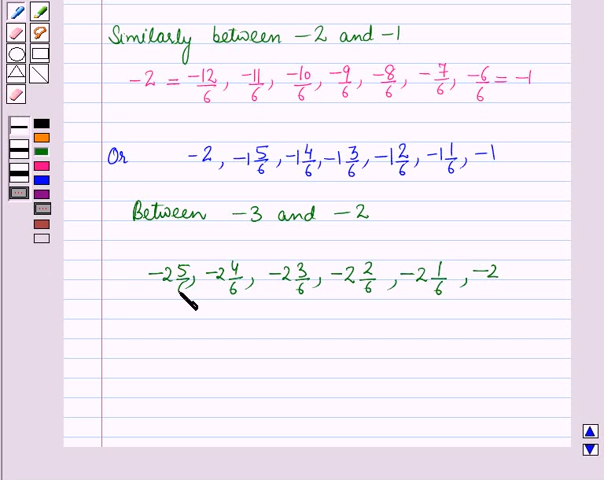 Similarly between -2 and -1
-2 = -12/6, -11/6, -10/6, -9/6, -8/6, -7/6, -6/6 = -1
Or -2, -1 5/6, -1 4/6, -1 3/6, -1 2/6, -1 1/6, -1
Between -3 and -2
-2 5/6, -2 4/6, -2 3/6, -2 2/6, -2 1/6, -2